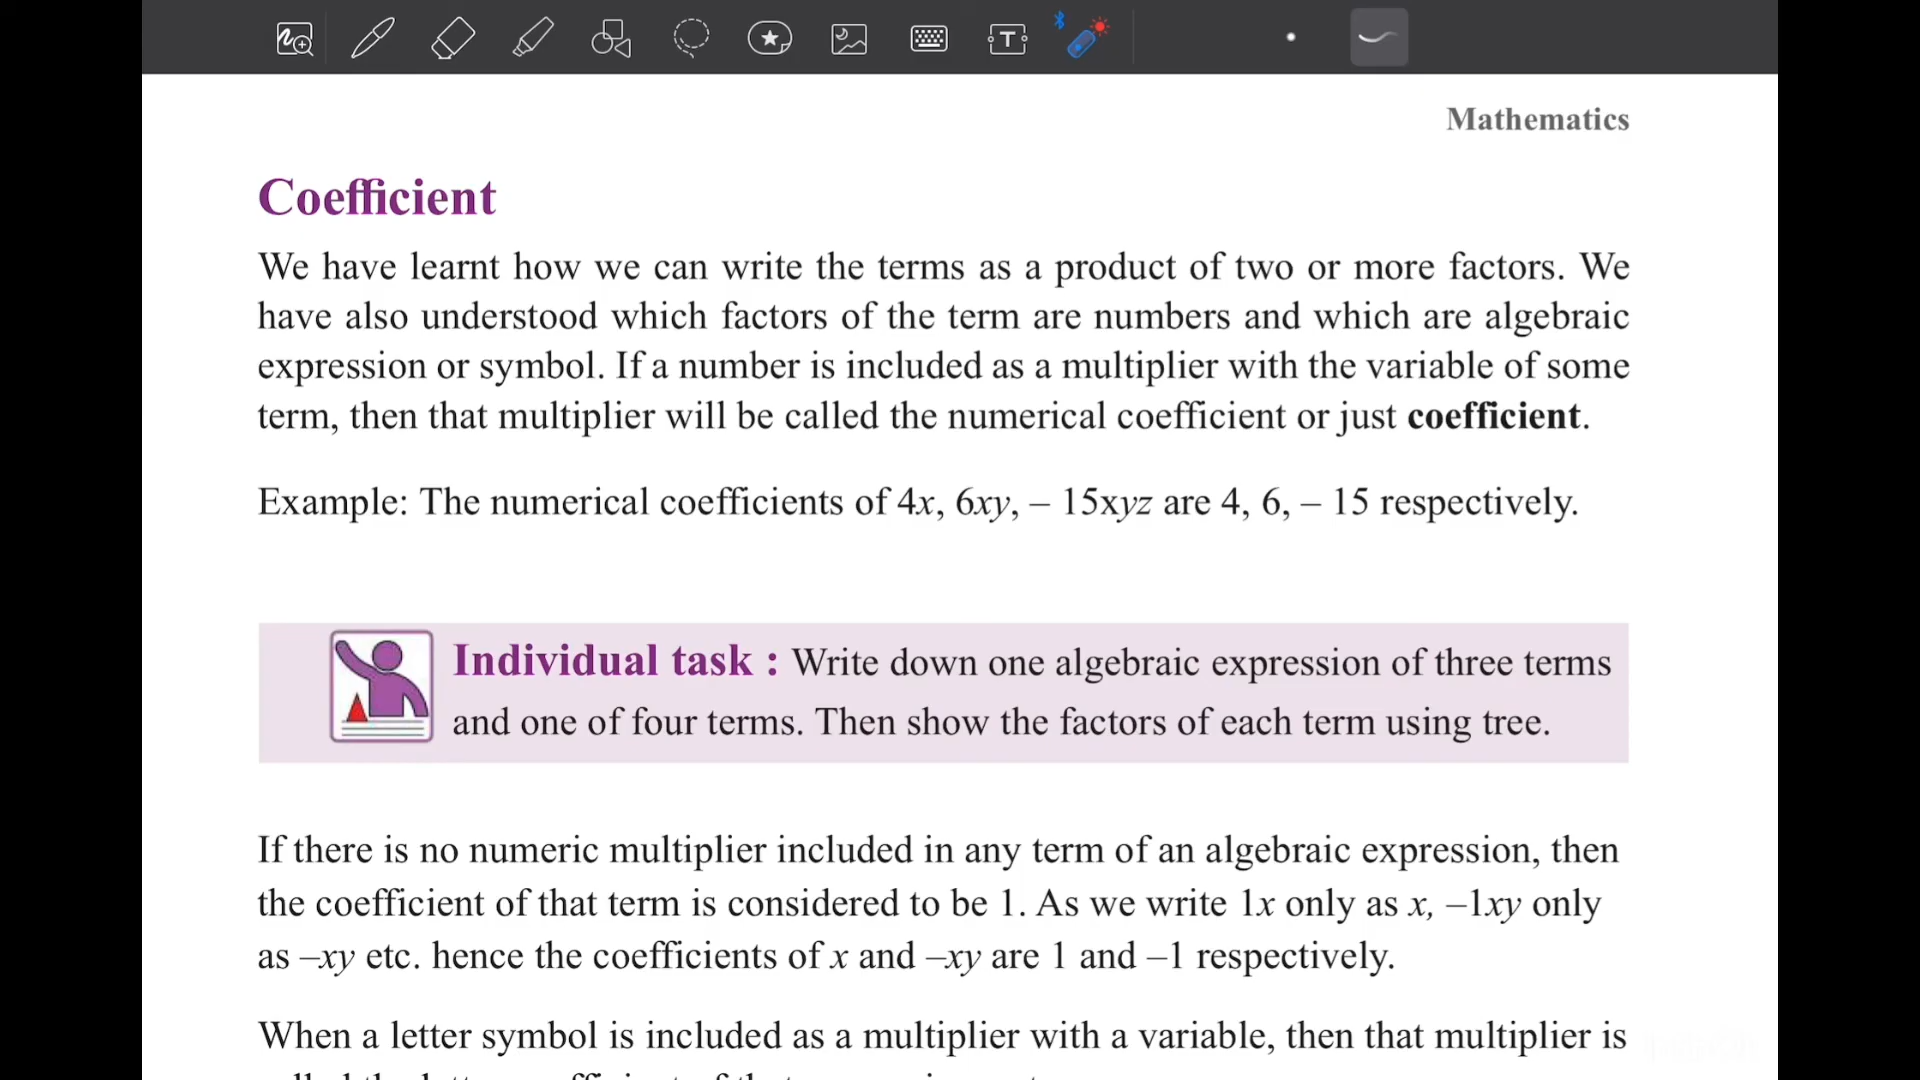 Mathematics
Coefficient
We have learnt how we can write the terms as a product of two or more factors. We
have also understood which factors of the term are numbers and which are algebraic
expression or symbol. If a number is included as a multiplier with the variable of some
term, then that multiplier will be called the numerical coefficient or just coefficient.
Example: The numerical coefficients of 4x, 6xy, – 15xyz are 4, 6, – 15 respectively.
Individual task : Write down one algebraic expression of three terms
and one of four terms. Then show the factors of each term using tree.
If there is no numeric multiplier included in any term of an algebraic expression, then
the coefficient of that term is considered to be 1. As we write 1x only as x, –1xy only
as –xy etc. hence the coefficients of x and –xy are 1 and –1 respectively.
When a letter symbol is included as a multiplier with a variable, then that multiplier is